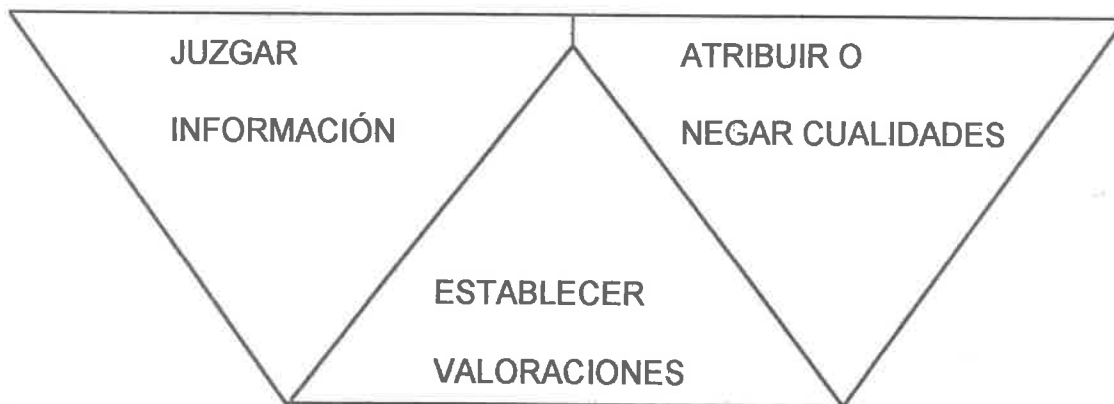 JUZGAR
INFORMACIÓN
ATRIBUIR O
NEGAR CUALIDADES
ESTABLECER
VALORACIONES